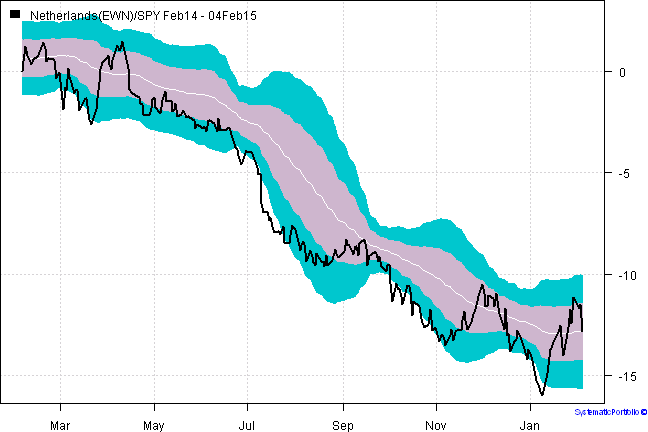 Netherlands(EWN)/SPY Feb14 - 04Feb15
0
-5
-10
-15
Mar May Jul Sep Nov Jan
SystematicPortfolio ©